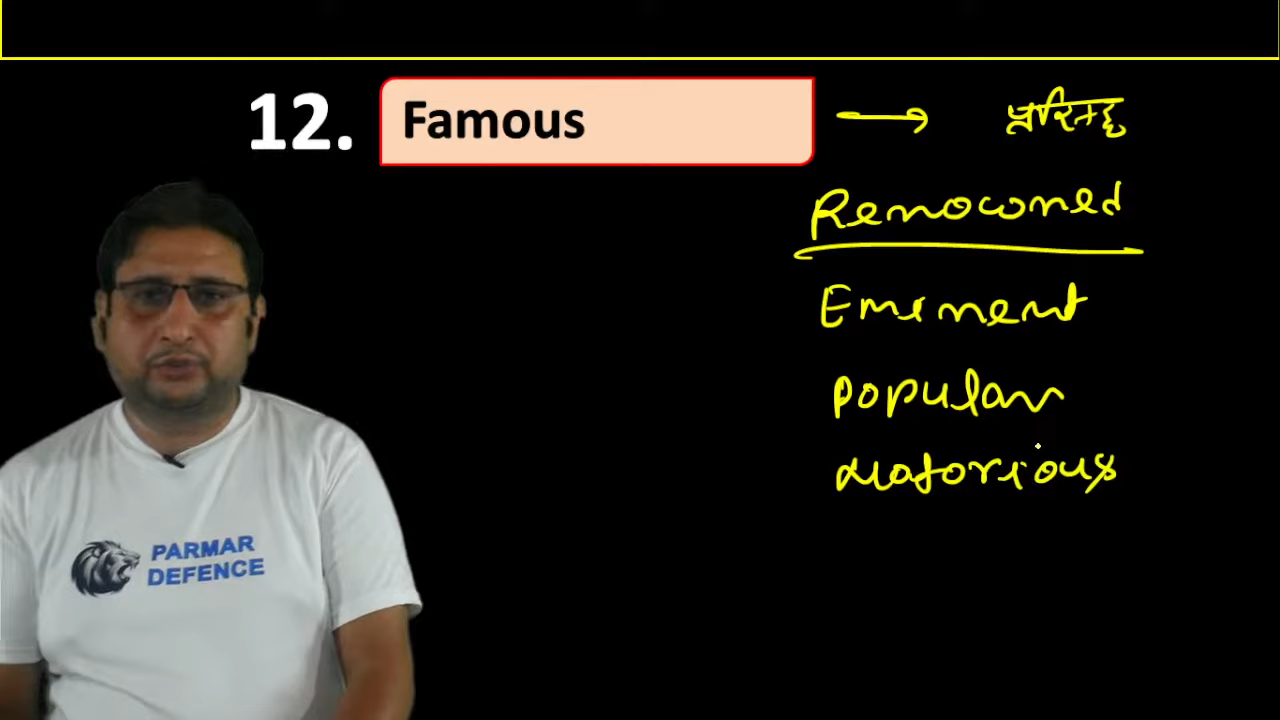 12. Famous → प्रसिद्ध
Renowned
Eminent
Popular
Notorious
PARMAR
DEFENCE